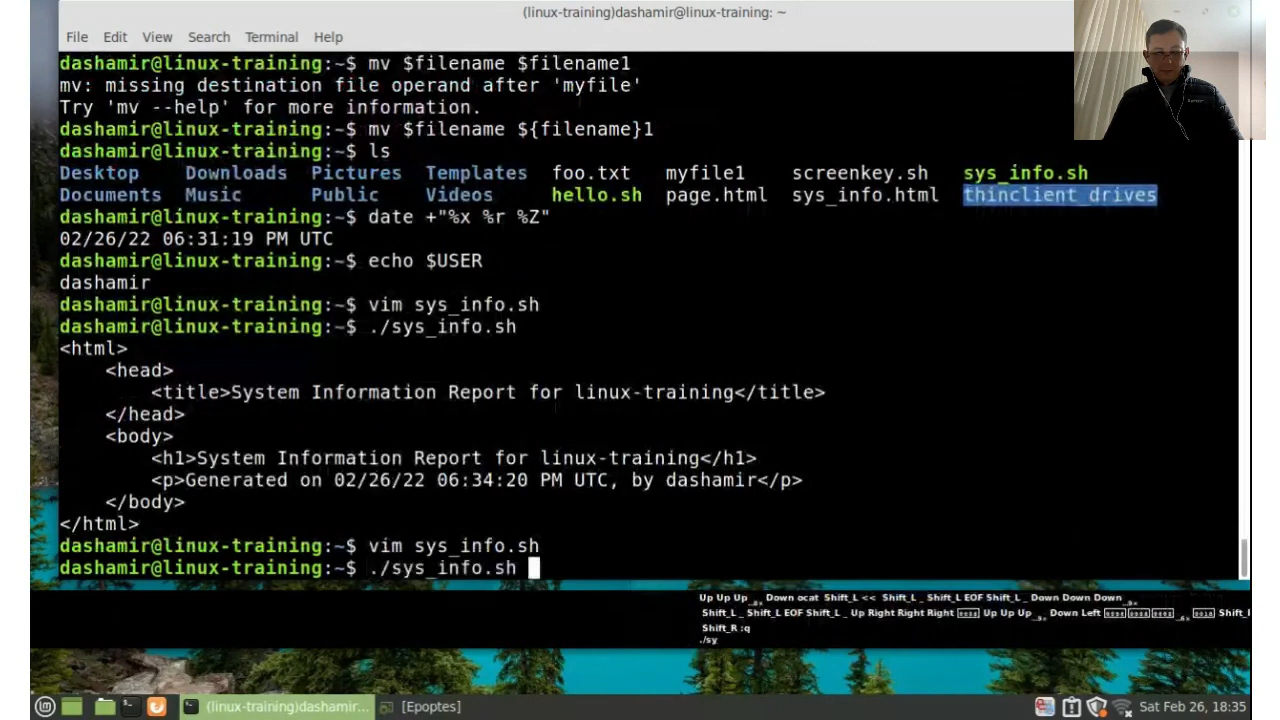 (linux-training)dashamir@linux-training: ~
File Edit View Search Terminal Help
dashamir@linux-training:~$ mv $filename $filename1
mv: missing destination file operand after 'myfile'
Try 'mv --help' for more information.
dashamir@linux-training:~$ mv $filename ${filename}1
dashamir@linux-training:~$ ls
Desktop Downloads Pictures Templates foo.txt myfile1 screenkey.sh sys_info.sh
Documents Music Public Videos hello.sh page.html sys_info.html thinclient_drives
dashamir@linux-training:~$ date +"%x %r %Z"
02/26/22 06:31:19 PM UTC
dashamir@linux-training:~$ echo $USER
dashamir
dashamir@linux-training:~$ vim sys_info.sh
dashamir@linux-training:~$ ./sys_info.sh
<html>
    <head>
        <title>System Information Report for linux-training</title>
    </head>
    <body>
        <h1>System Information Report for linux-training</h1>
        <p>Generated on 02/26/22 06:34:20 PM UTC, by dashamir</p>
    </body>
</html>
dashamir@linux-training:~$ vim sys_info.sh
dashamir@linux-training:~$ ./sys_info.sh
Up Up Up Down ocat Shift_L << Shift_L _ Shift_L EOF Shift_L _ Down Down Down
Shift_L _ Shift_L EOF Shift_L _ Up Right Right Right Up Up Up Down Left
Shift_R :q
./sy
(linux-training)dashamir... [Epoptes] Sat Feb 26, 18:35